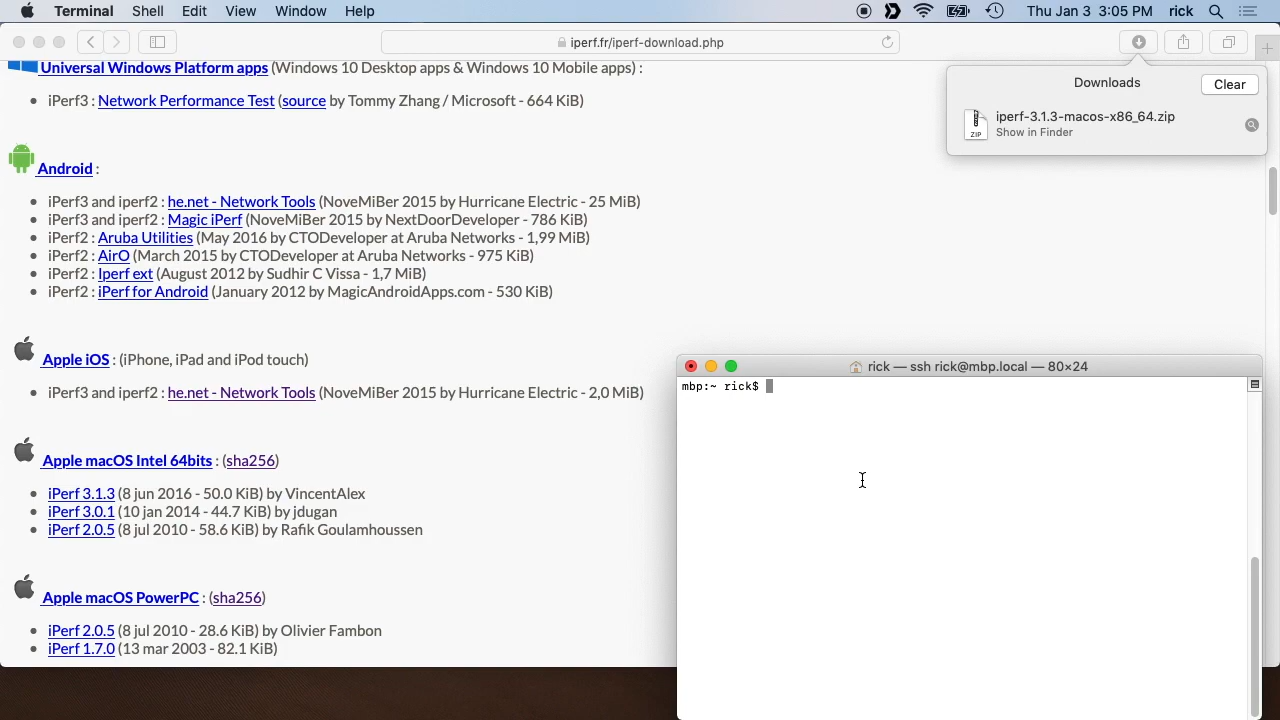 Terminal Shell Edit View Window Help Thu Jan 3 3:05 PM rick
iperf.fr/iperf-download.php
Universal Windows Platform apps (Windows 10 Desktop apps & Windows 10 Mobile apps) :
iPerf3 : Network Performance Test (source by Tommy Zhang / Microsoft - 664 KiB)
Downloads
Clear
iperf-3.1.3-macos-x86_64.zip
ZIP
Show in Finder
Android :
iPerf3 and iperf2 : he.net - Network Tools (NoveMiBer 2015 by Hurricane Electric - 25 MiB)
iPerf3 and iperf2 : Magic iPerf (NoveMiBer 2015 by NextDoorDeveloper - 786 KiB)
iPerf2 : Aruba Utilities (May 2016 by CTODeveloper at Aruba Networks - 1,99 MiB)
iPerf2 : AirO (March 2015 by CTODeveloper at Aruba Networks - 975 KiB)
iPerf2 : Iperf ext (August 2012 by Sudhir C Vissa - 1,7 MiB)
iPerf2 : iPerf for Android (January 2012 by MagicAndroidApps.com - 530 KiB)
Apple iOS : (iPhone, iPad and iPod touch)
iPerf3 and iperf2 : he.net - Network Tools (NoveMiBer 2015 by Hurricane Electric - 2,0 MiB)
Apple macOS Intel 64bits : (sha256)
iPerf 3.1.3 (8 jun 2016 - 50.0 KiB) by VincentAlex
iPerf 3.0.1 (10 jan 2014 - 44.7 KiB) by jdugan
iPerf 2.0.5 (8 jul 2010 - 58.6 KiB) by Rafik Goulamhoussen
Apple macOS PowerPC : (sha256)
iPerf 2.0.5 (8 jul 2010 - 28.6 KiB) by Olivier Fambon
iPerf 1.7.0 (13 mar 2003 - 82.1 KiB)
rick — ssh rick@mbp.local — 80×24
mbp:~ rick$